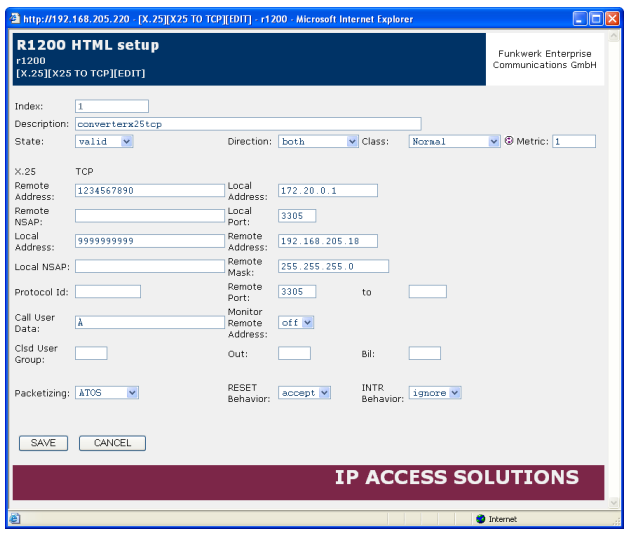 http://192.168.205.220 - [X.25][X25 TO TCP][EDIT] - r1200 - Microsoft Internet Explorer
R1200 HTML setup
r1200
[X.25][X25 TO TCP][EDIT]
Funkwerk Enterprise
Communications GmbH
Index: 1
Description: converterx25tcp
State: valid Direction: both Class: Normal Metric: 1
X.25 TCP
Remote Address: 1234567890 Local Address: 172.20.0.1
Remote NSAP: Local Port: 3305
Local Address: 9999999999 Remote Address: 192.168.205.18
Local NSAP: Remote Mask: 255.255.255.0
Protocol Id: Remote Port: 3305 to
Call User Data: À Monitor Remote Address: off
Clsd User Group: Out: Bil:
Packetizing: ATOS RESET Behavior: accept INTR Behavior: ignore
SAVE CANCEL
IP ACCESS SOLUTIONS
Internet